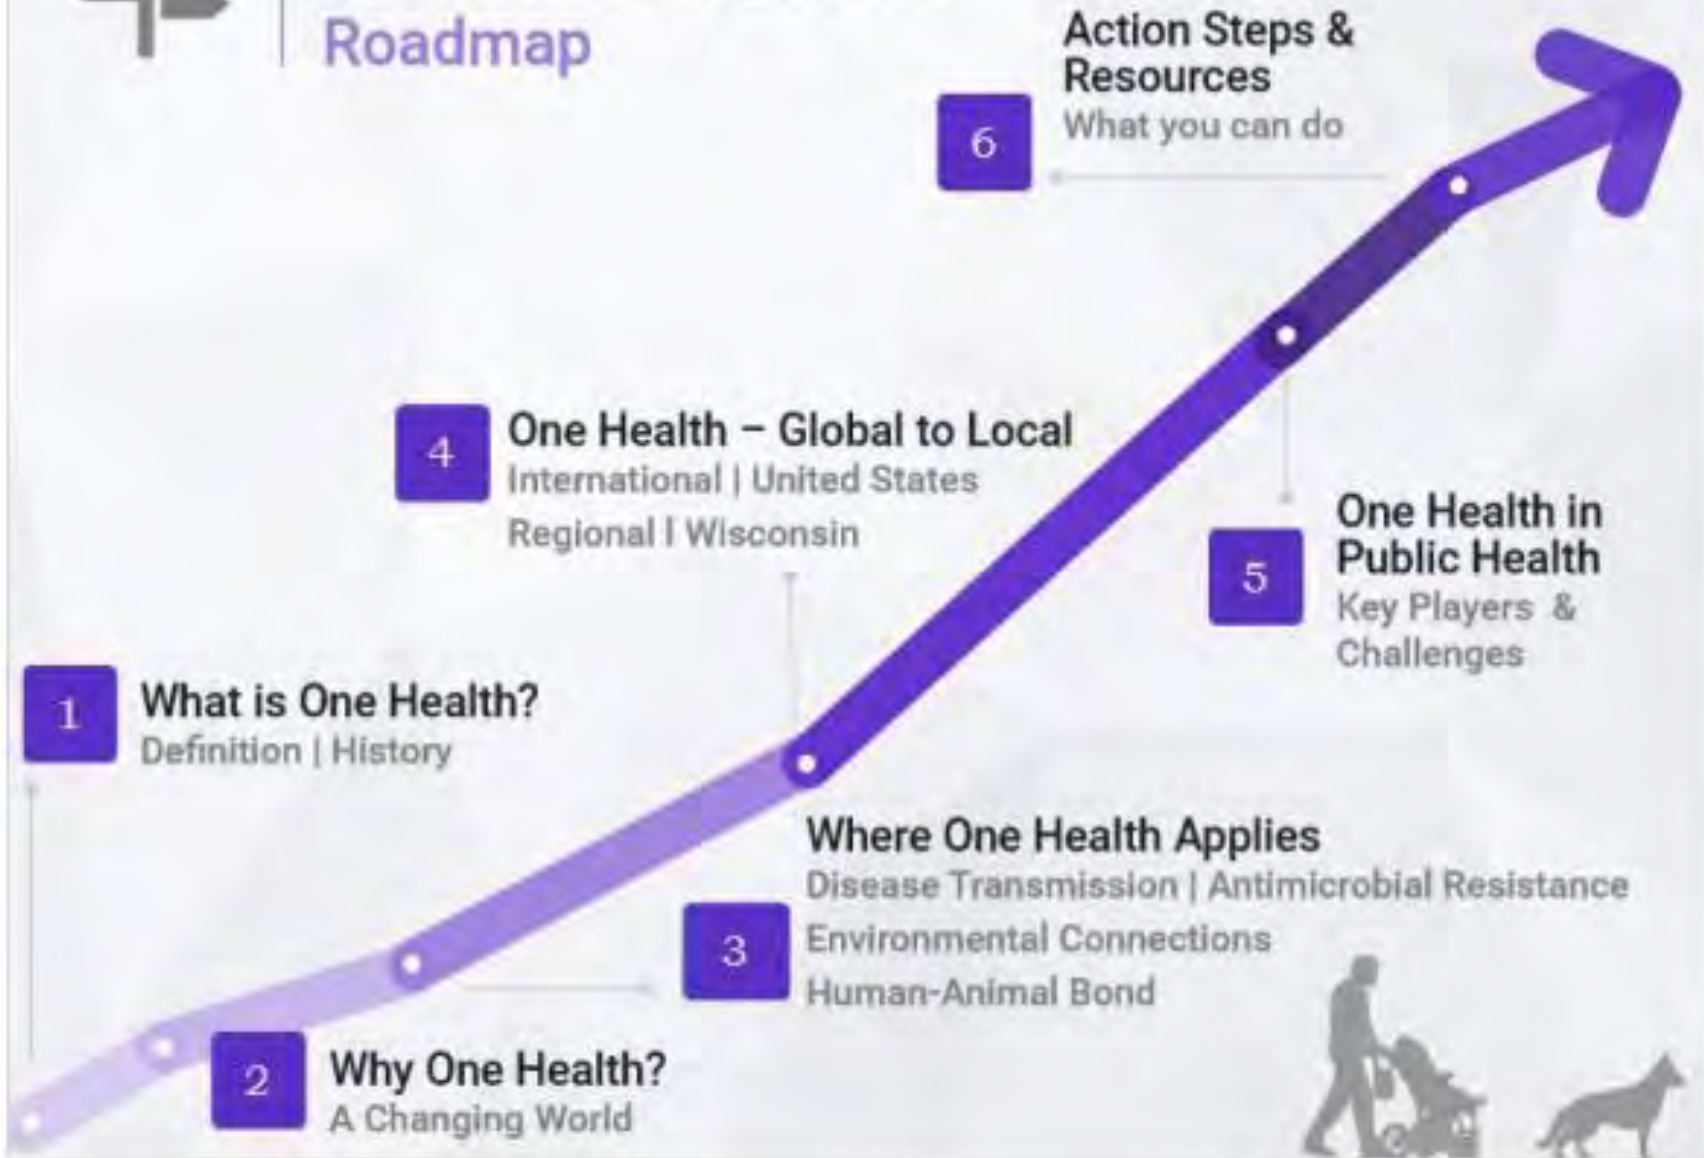 Roadmap
6
Action Steps &
Resources
What you can do
4
One Health – Global to Local
International | United States
Regional | Wisconsin
5
One Health in
Public Health
Key Players &
Challenges
1
What is One Health?
Definition | History
3
Where One Health Applies
Disease Transmission | Antimicrobial Resistance
Environmental Connections
Human-Animal Bond
2
Why One Health?
A Changing World